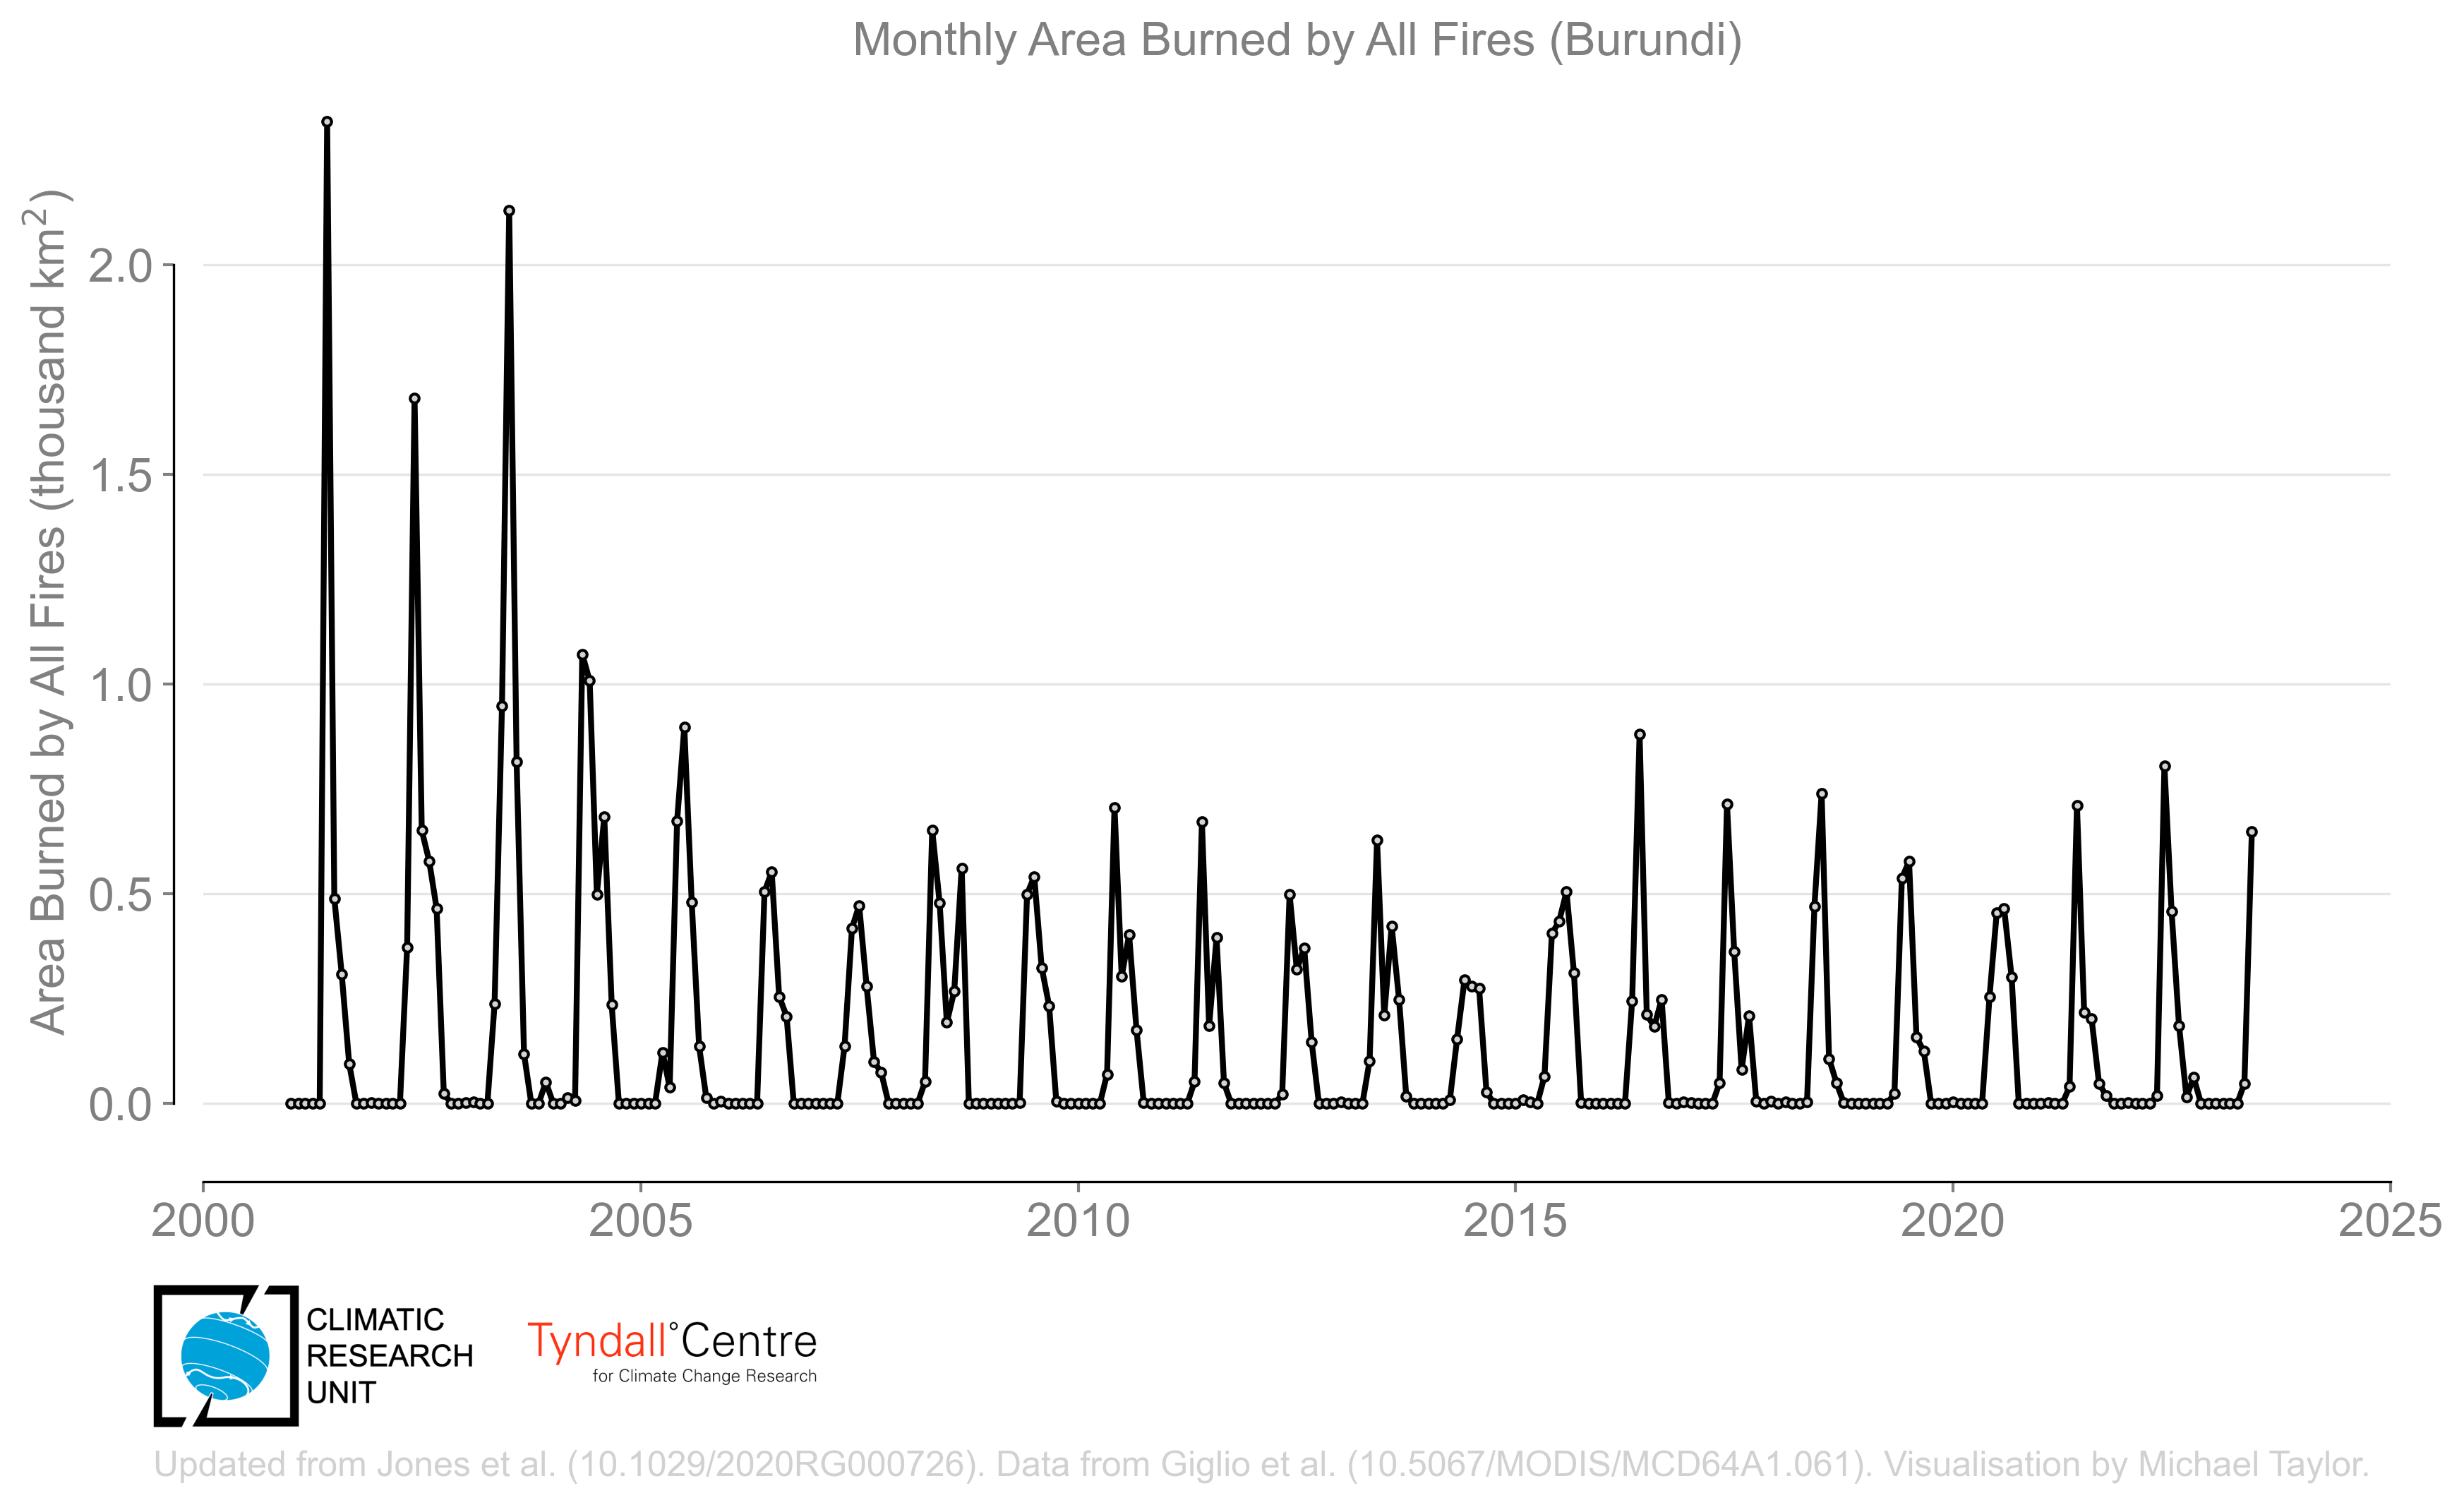 Monthly Area Burned by All Fires (Burundi)
Area Burned by All Fires (thousand km²)
2.0
1.5
1.0
0.5
0.0
2000 2005 2010 2015 2020 2025
CLIMATIC
RESEARCH
UNIT
Tyndall°Centre
for Climate Change Research
Updated from Jones et al. (10.1029/2020RG000726). Data from Giglio et al. (10.5067/MODIS/MCD64A1.061). Visualisation by Michael Taylor.